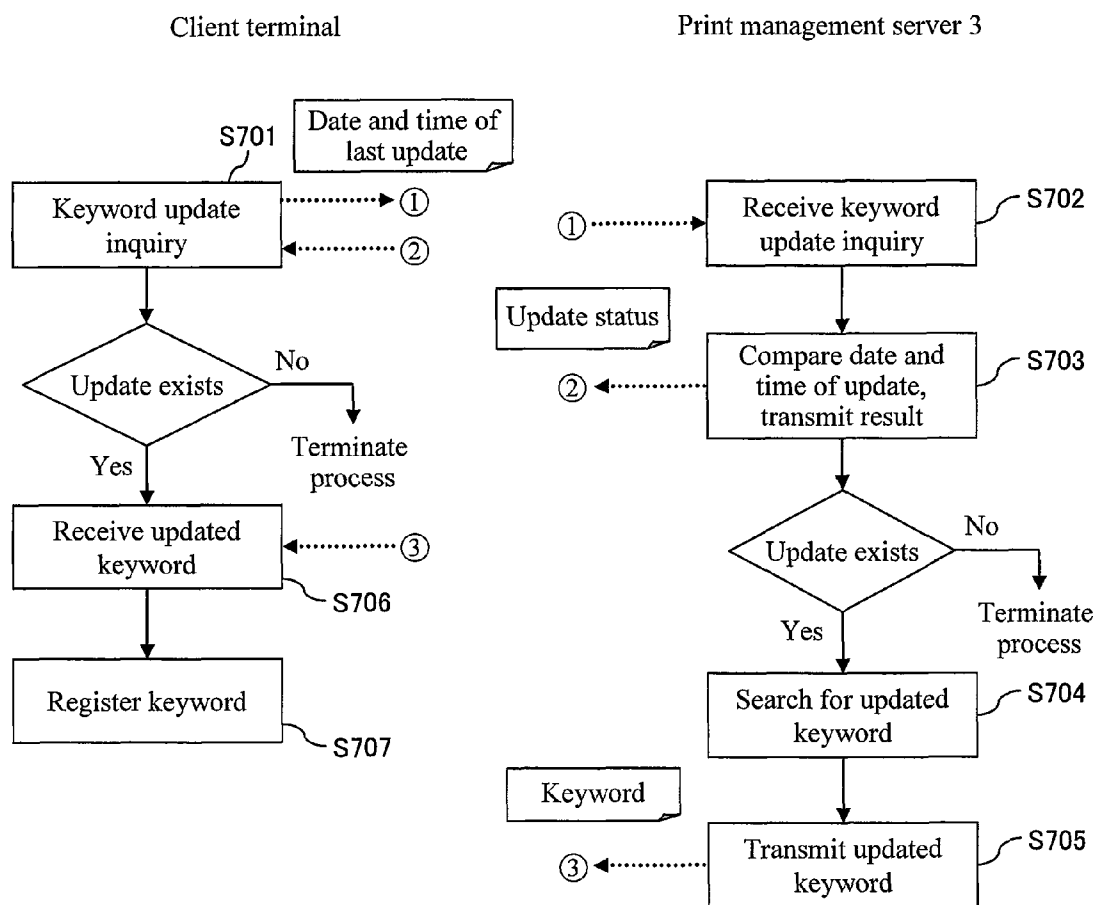 Client terminal
Print management server 3
Date and time of
last update
S701
Keyword update
inquiry
①
②
Update exists
No
Terminate
process
Yes
Receive updated
keyword
③
S706
Register keyword
S707
①
Receive keyword
update inquiry
S702
Update status
②
Compare date and
time of update,
transmit result
S703
Update exists
No
Terminate
process
Yes
Search for updated
keyword
S704
Keyword
③
Transmit updated
keyword
S705